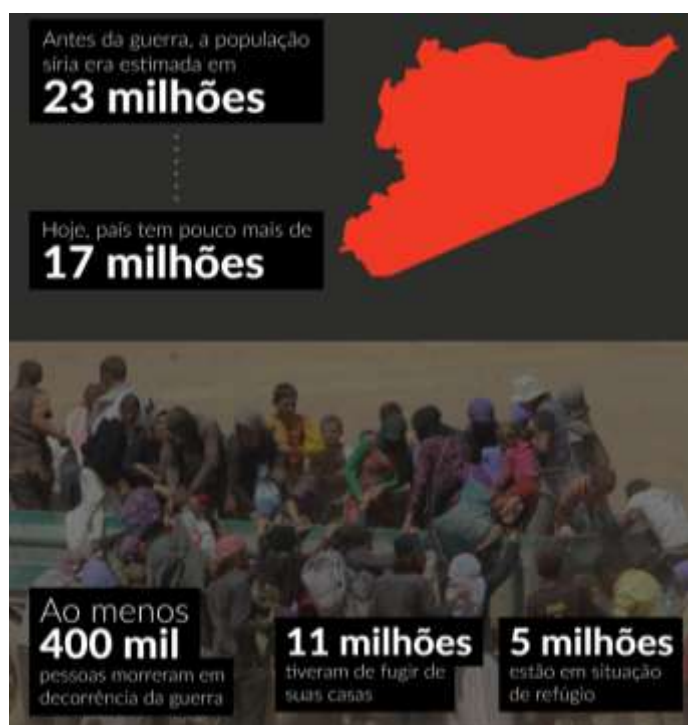 Antes da guerra, a população
síria era estimada em
23 milhões
Hoje, país tem pouco mais de
17 milhões
Ao menos
400 mil
pessoas morreram em
decorrência da guerra
11 milhões
tiveram de fugir de
suas casas
5 milhões
estão em situação
de refúgio